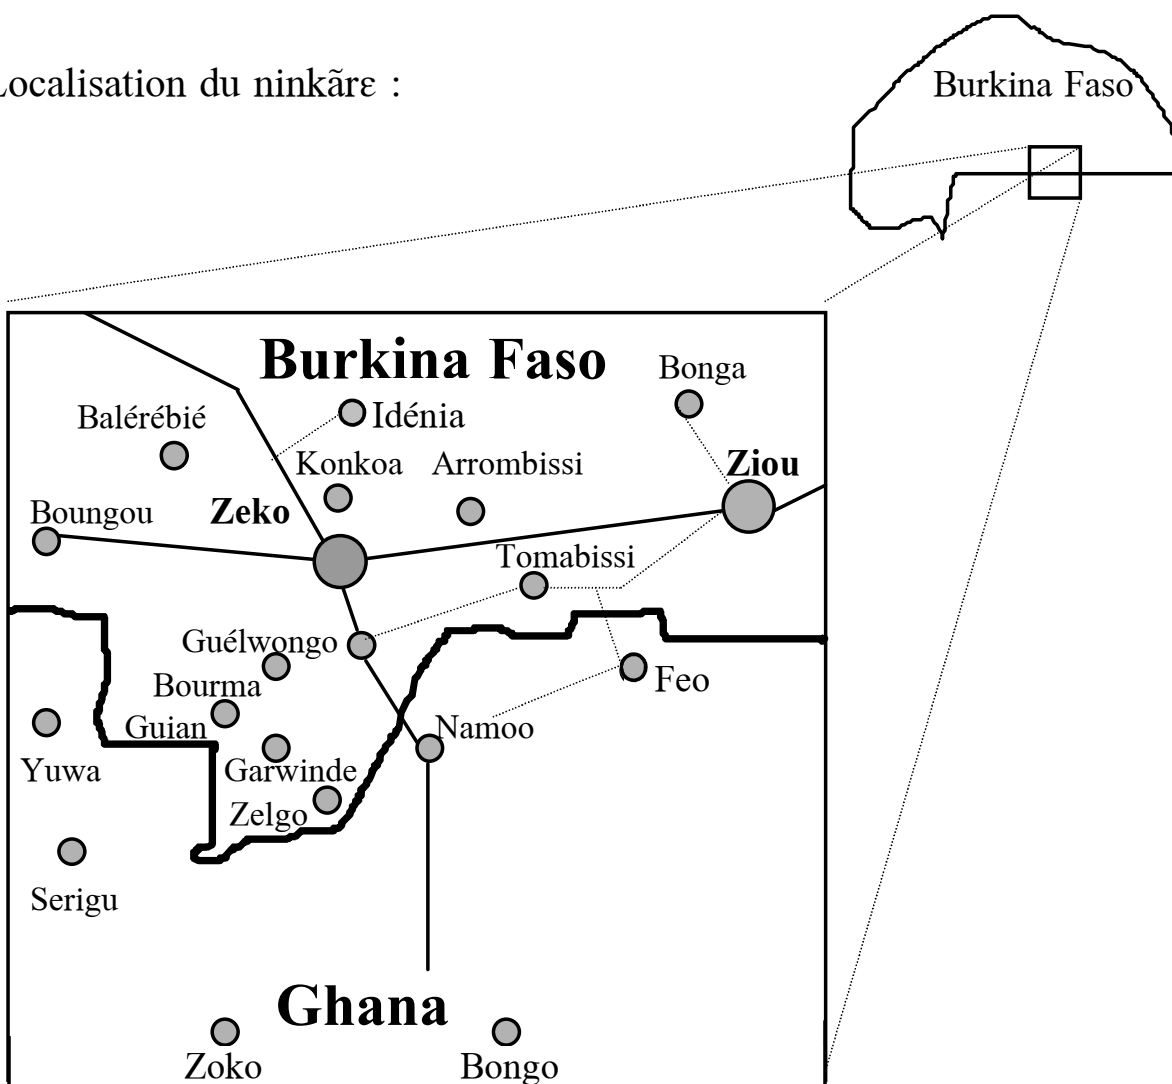 Localisation du ninkãrɛ :
Burkina Faso
Burkina Faso
Bonga
Balérébié
Idénia
Konkoa
Arrombissi
Ziou
Boungou
Zeko
Tomabissi
Guélwongo
Bourma
Feo
Guian
Namoo
Yuwa
Garwinde
Zelgo
Serigu
Ghana
Zoko
Bongo